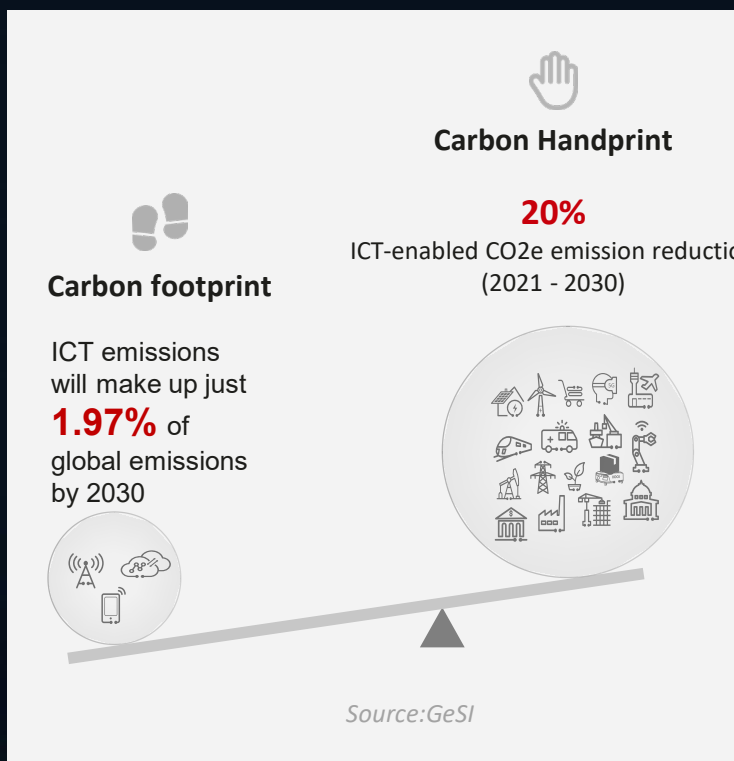 Carbon Handprint
20%
ICT-enabled CO2e emission reductio
(2021 - 2030)
Carbon footprint
ICT emissions
will make up just
1.97% of
global emissions
by 2030
5G
$
Source:GeSI